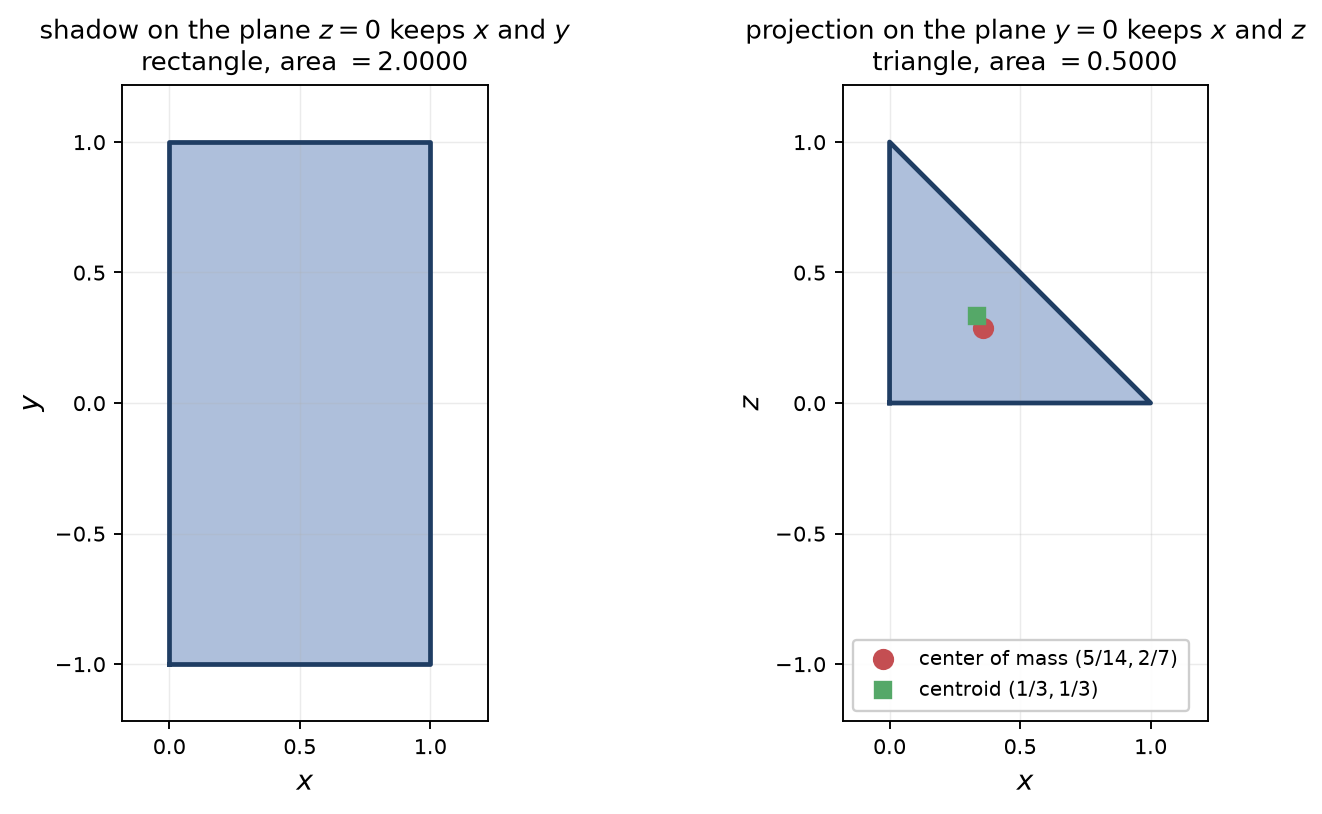 shadow on the plane z = 0 keeps x and y
rectangle, area = 2.0000
1.0
0.5
0.0
−0.5
−1.0
y
0.0
0.5
1.0
x
projection on the plane y = 0 keeps x and z
triangle, area = 0.5000
1.0
0.5
0.0
−0.5
−1.0
z
center of mass (5/14, 2/7)
centroid (1/3, 1/3)
0.0
0.5
1.0
x